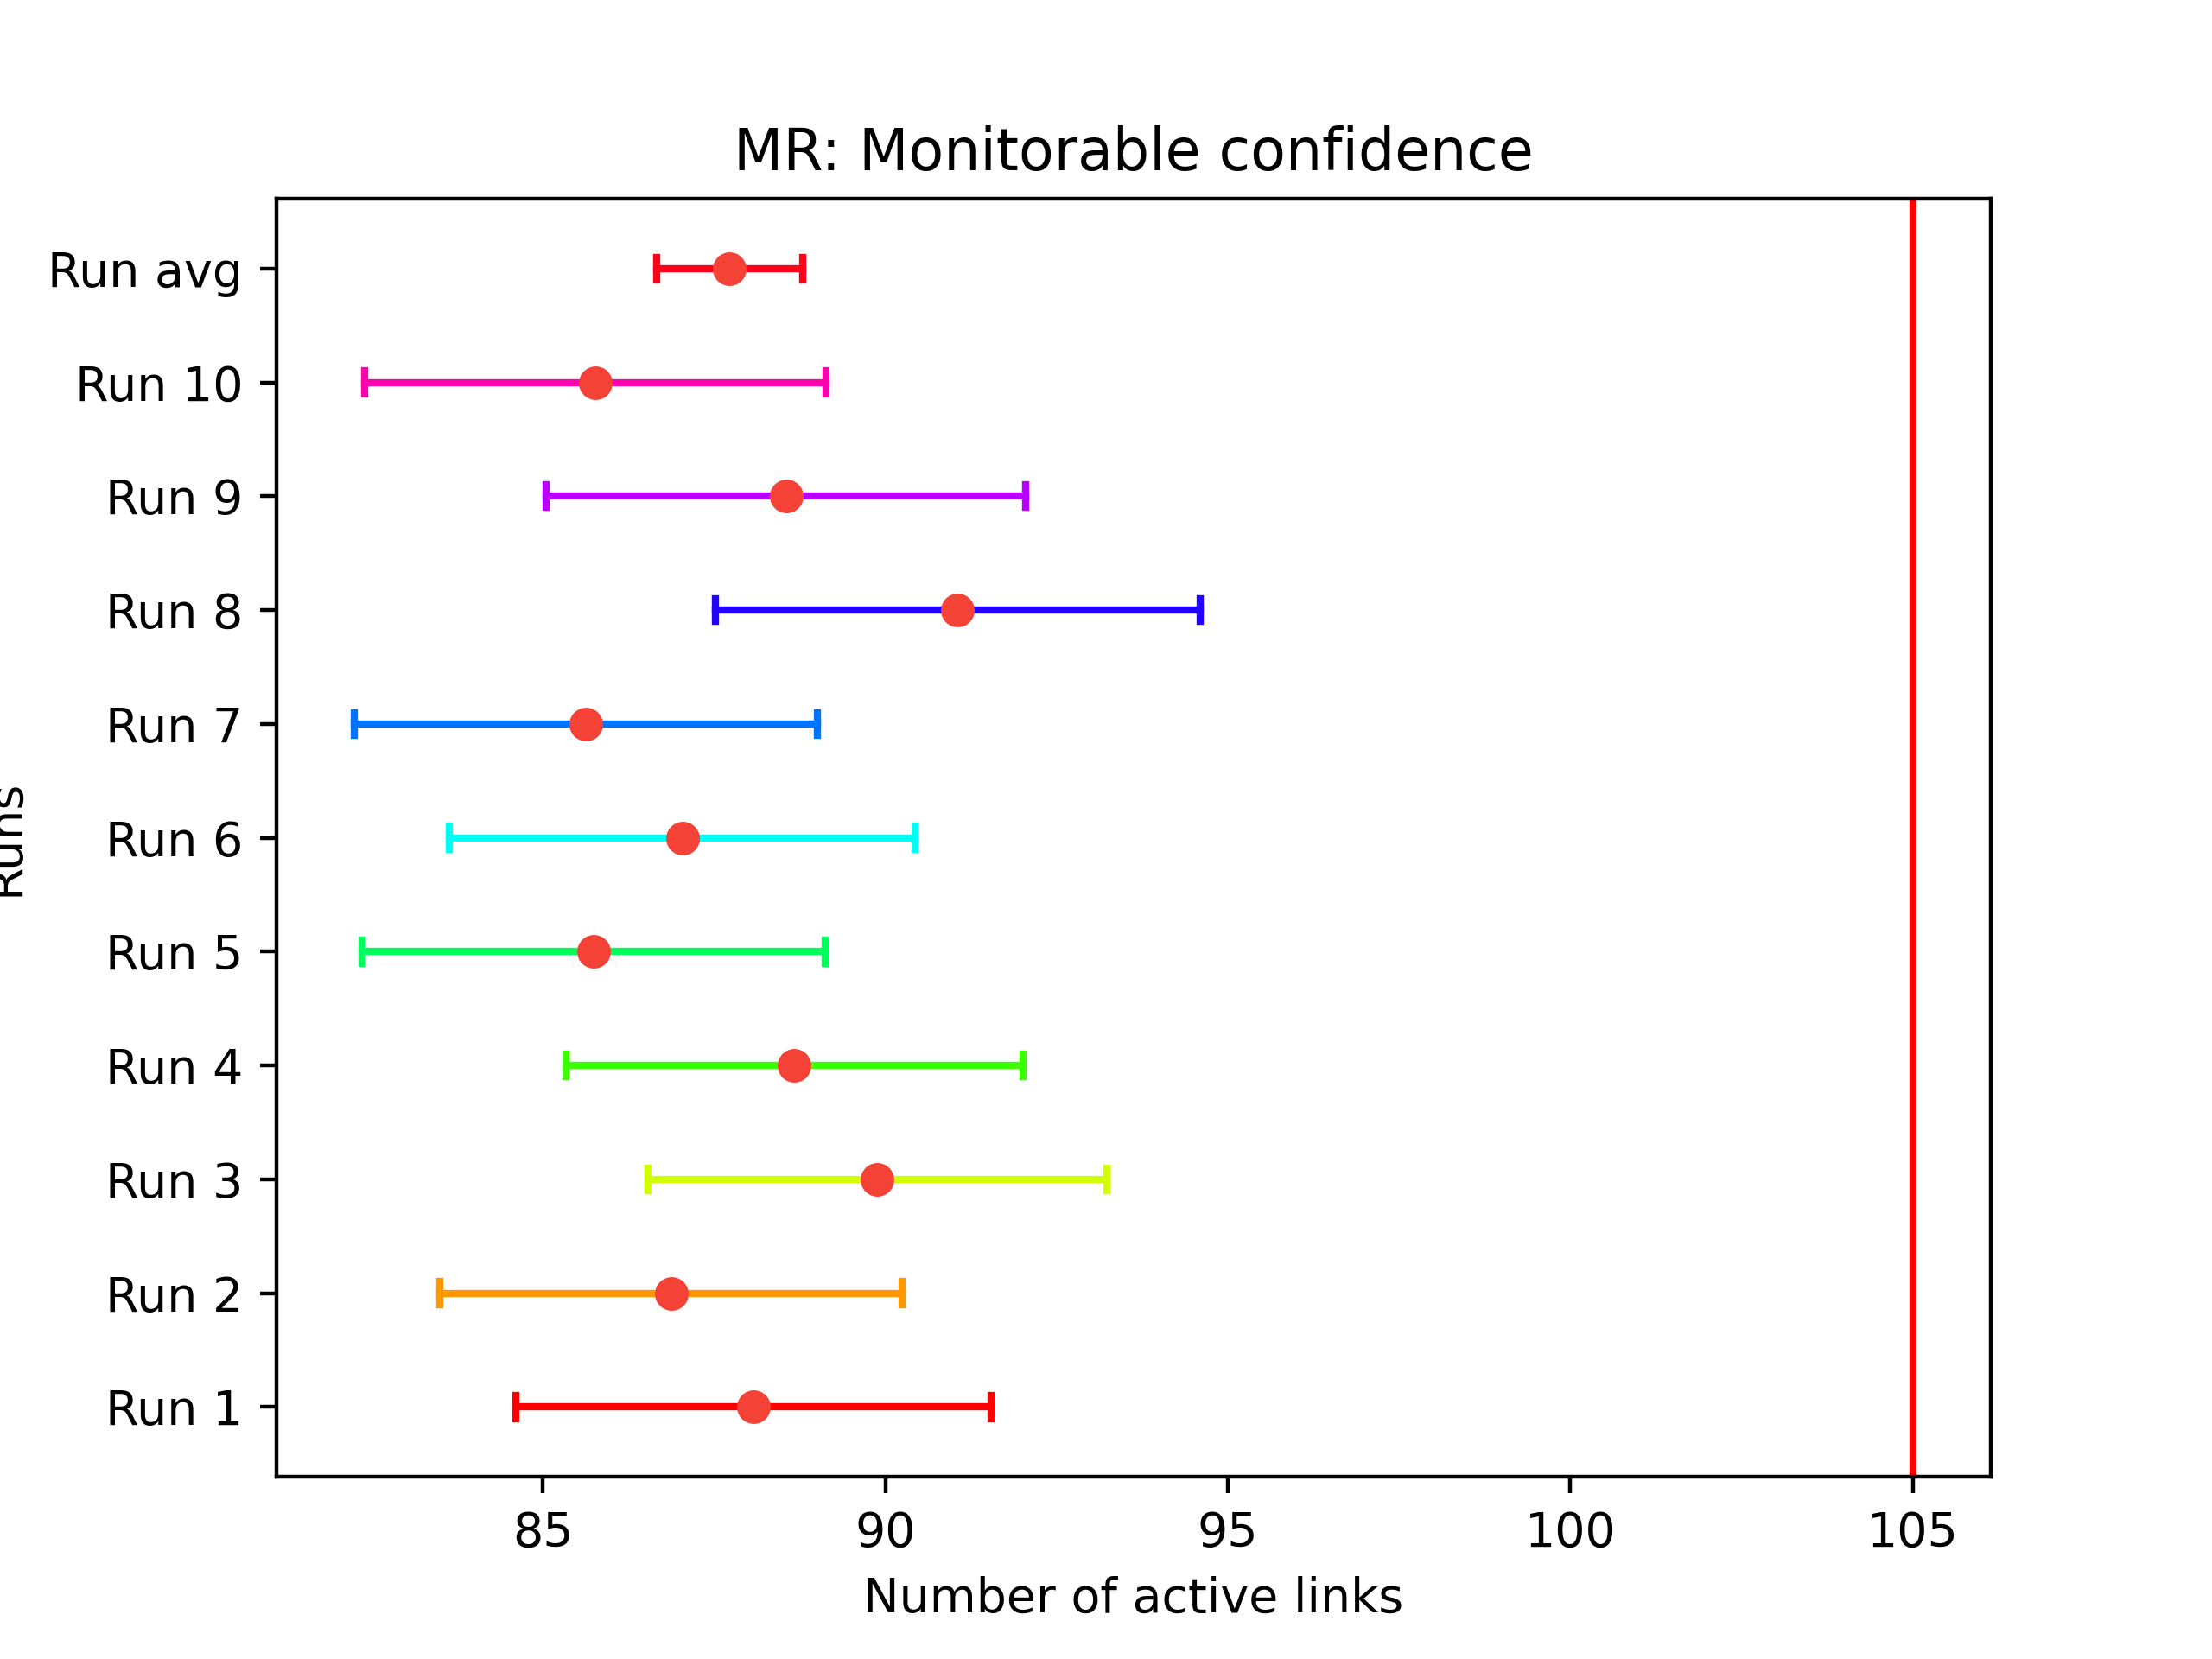 MR: Monitorable confidence
Run avg
Run 10
Run 9
Run 8
Run 7
Run 6
Runs
Run 5
Run 4
Run 3
Run 2
Run 1
85 90 95 100 105
Number of active links